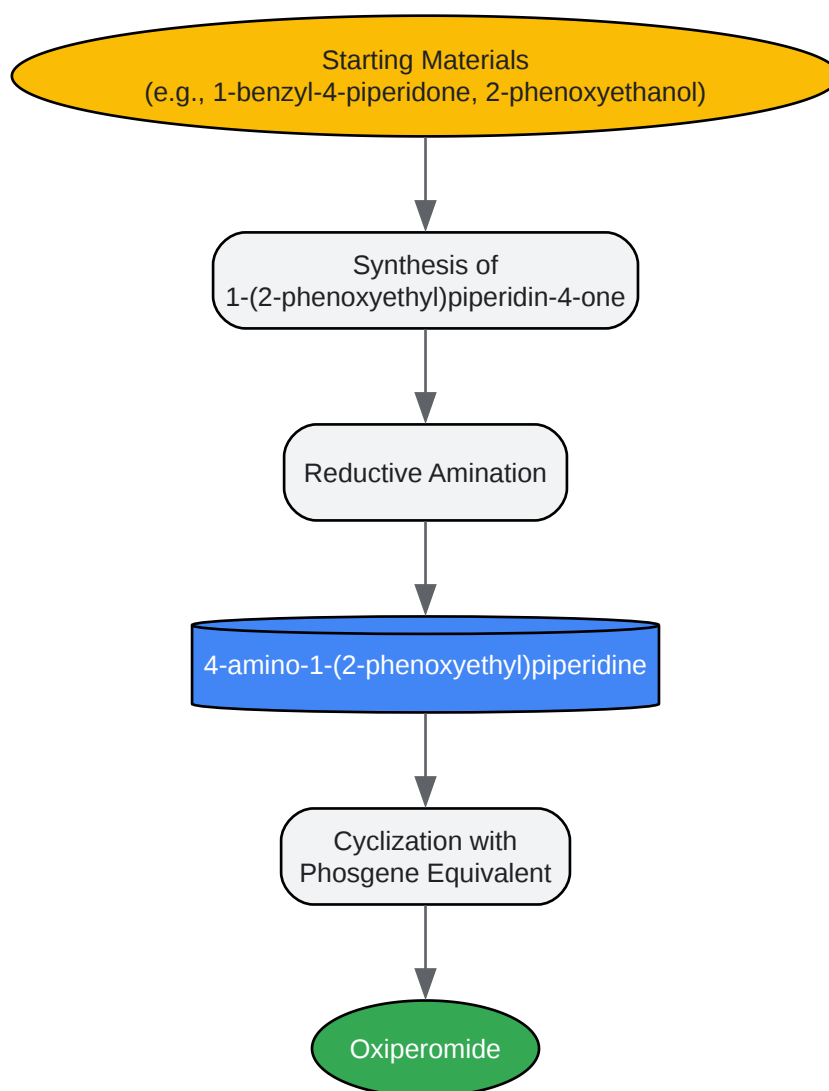 Starting Materials
(e.g., 1-benzyl-4-piperidone, 2-phenoxyethanol)
Synthesis of
1-(2-phenoxyethyl)piperidin-4-one
Reductive Amination
4-amino-1-(2-phenoxyethyl)piperidine
Cyclization with
Phosgene Equivalent
Oxiperomide